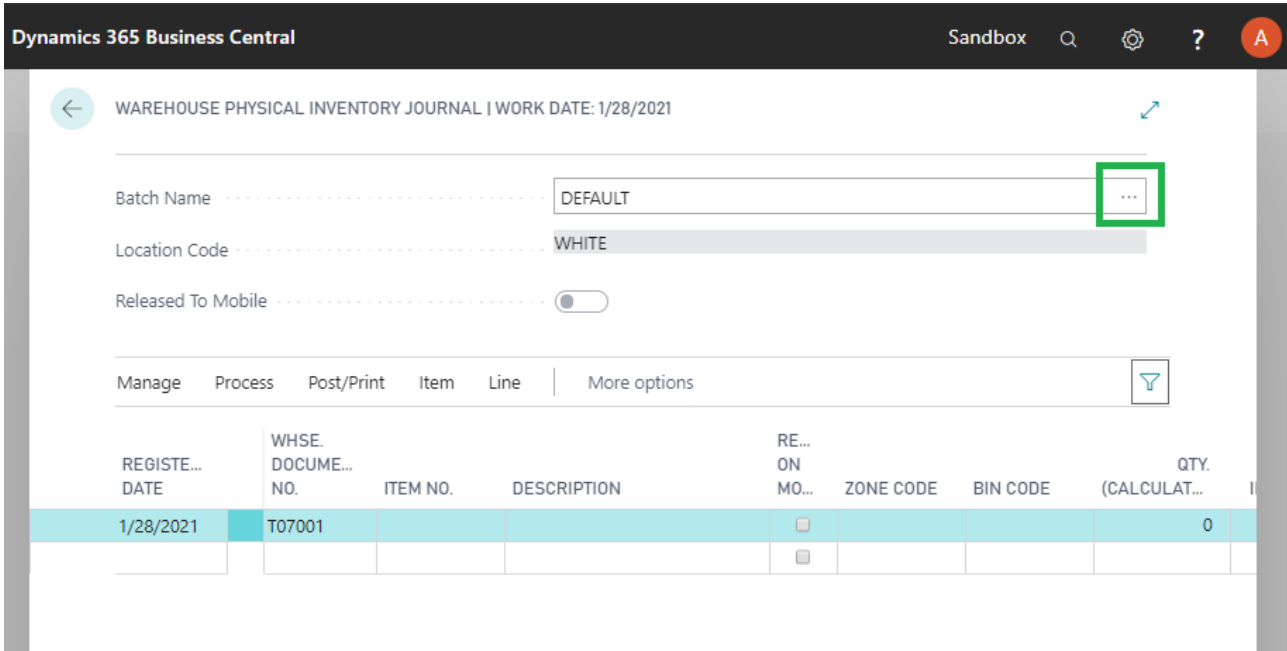 Dynamics 365 Business Central Sandbox ? A
WAREHOUSE PHYSICAL INVENTORY JOURNAL | WORK DATE: 1/28/2021
Batch Name DEFAULT ...
Location Code WHITE
Released To Mobile
Manage Process Post/Print Item Line More options
WHSE. RE...
REGISTE... DOCUME... ON QTY.
DATE NO. ITEM NO. DESCRIPTION MO... ZONE CODE BIN CODE (CALCULAT...
1/28/2021 T07001 0